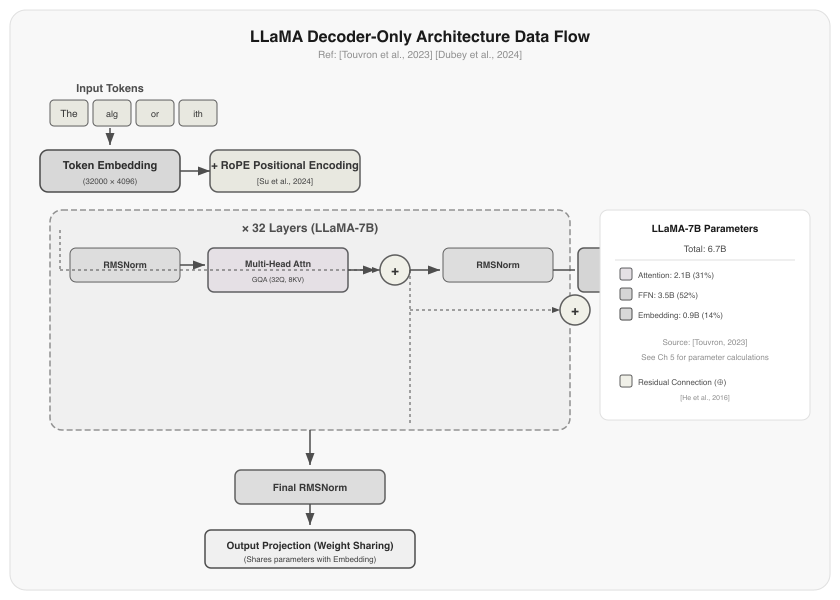 LLaMA Decoder-Only Architecture Data Flow
Ref: [Touvron et al., 2023] [Dubey et al., 2024]
Input Tokens
The
alg
or
ith
Token Embedding
(32000 × 4096)
+ RoPE Positional Encoding
[Su et al., 2024]
× 32 Layers (LLaMA-7B)
RMSNorm
Multi-Head Attn
GQA (32Q, 8KV)
+
RMSNorm
+
LLaMA-7B Parameters
Total: 6.7B
Attention: 2.1B (31%)
FFN: 3.5B (52%)
Embedding: 0.9B (14%)
Source: [Touvron, 2023]
See Ch 5 for parameter calculations
Residual Connection (⊕)
[He et al., 2016]
Final RMSNorm
Output Projection (Weight Sharing)
(Shares parameters with Embedding)